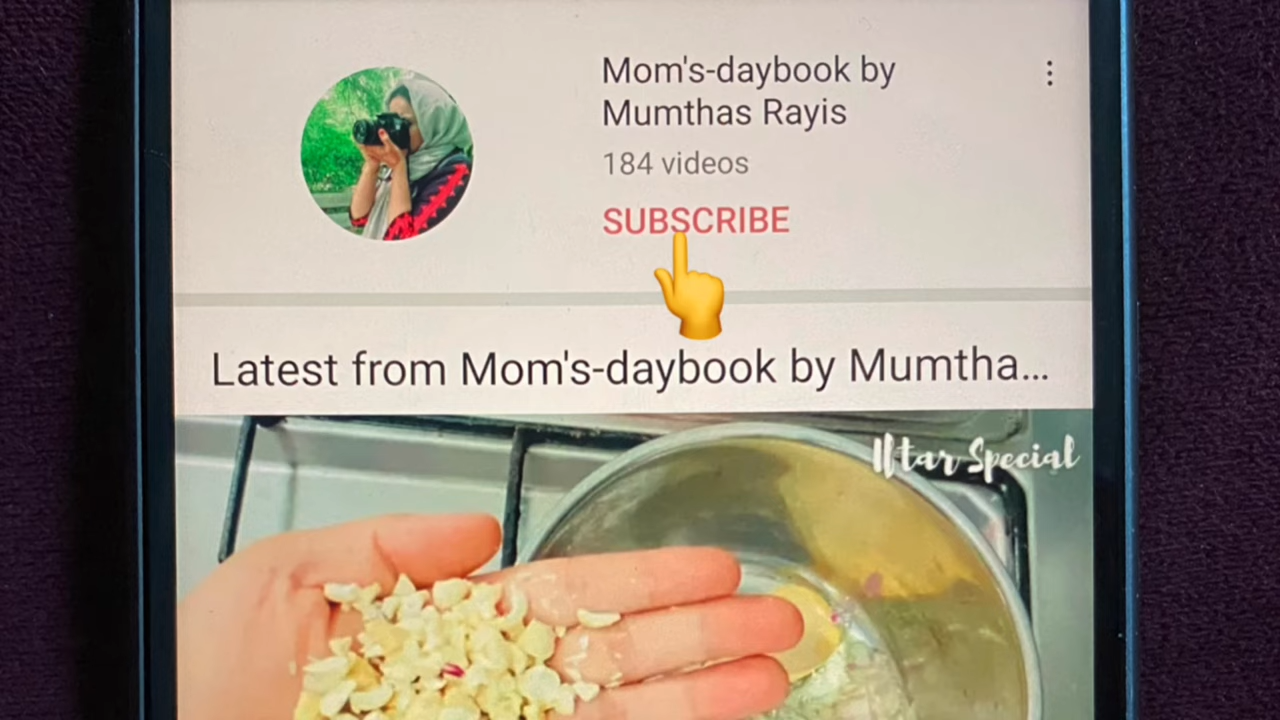 Mom's-daybook by
Mumthas Rayis
184 videos
SUBSCRIBE
Latest from Mom's-daybook by Mumtha...
Iftar Special